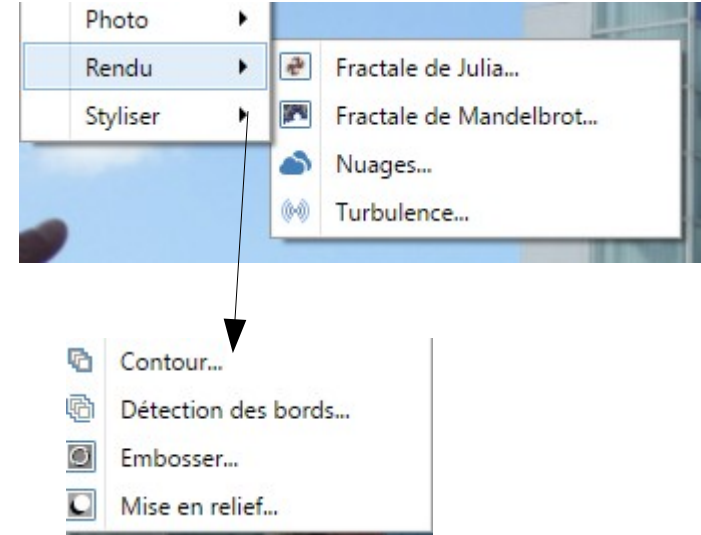 Photo
Rendu
Styliser
Fractale de Julia...
Fractale de Mandelbrot...
Nuages...
Turbulence...
Contour...
Détection des bords...
Embosser...
Mise en relief...